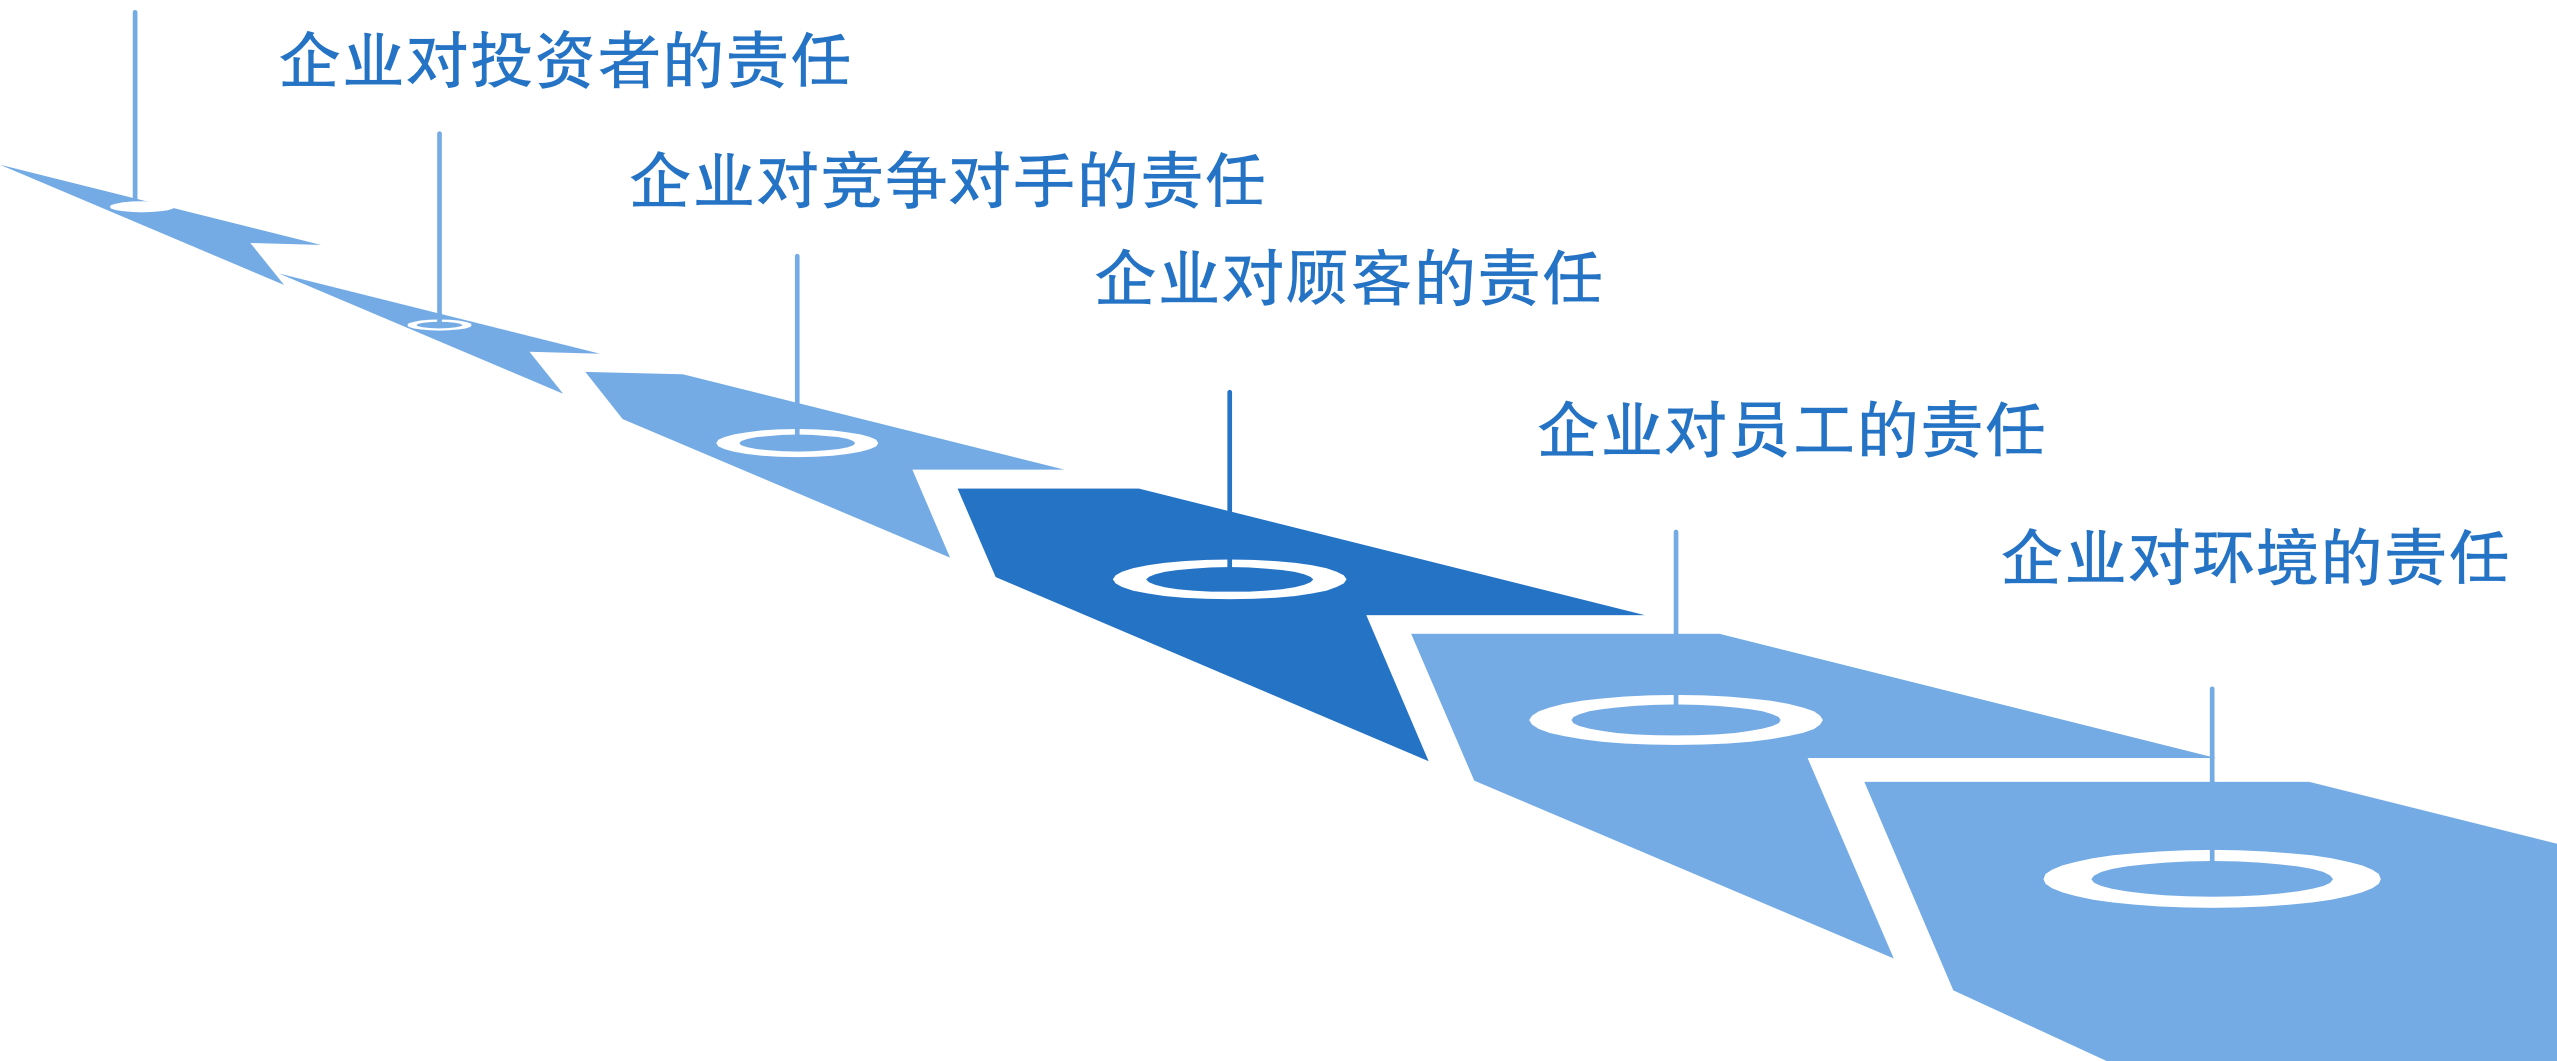 企业对投资者的责任
企业对竞争对手的责任
企业对顾客的责任
企业对员工的责任
企业对环境的责任